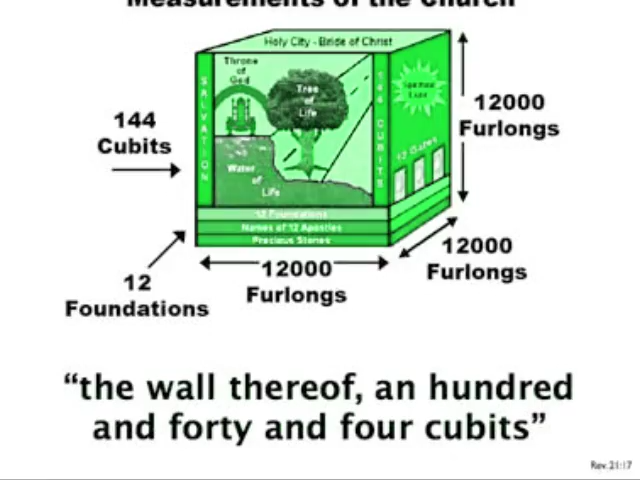 Measurements of the Church
Holy City - Bride of Christ
Throne
of
God
SALVATION
Tree
of
Life
144 CUBITS
12 Gates
Water
of
Life
12 Foundations
Names of 12 Apostles
Precious Stones
144
Cubits
12
Foundations
12000
Furlongs
12000
Furlongs
12000
Furlongs
“the wall thereof, an hundred
and forty and four cubits”
Rev. 21:17